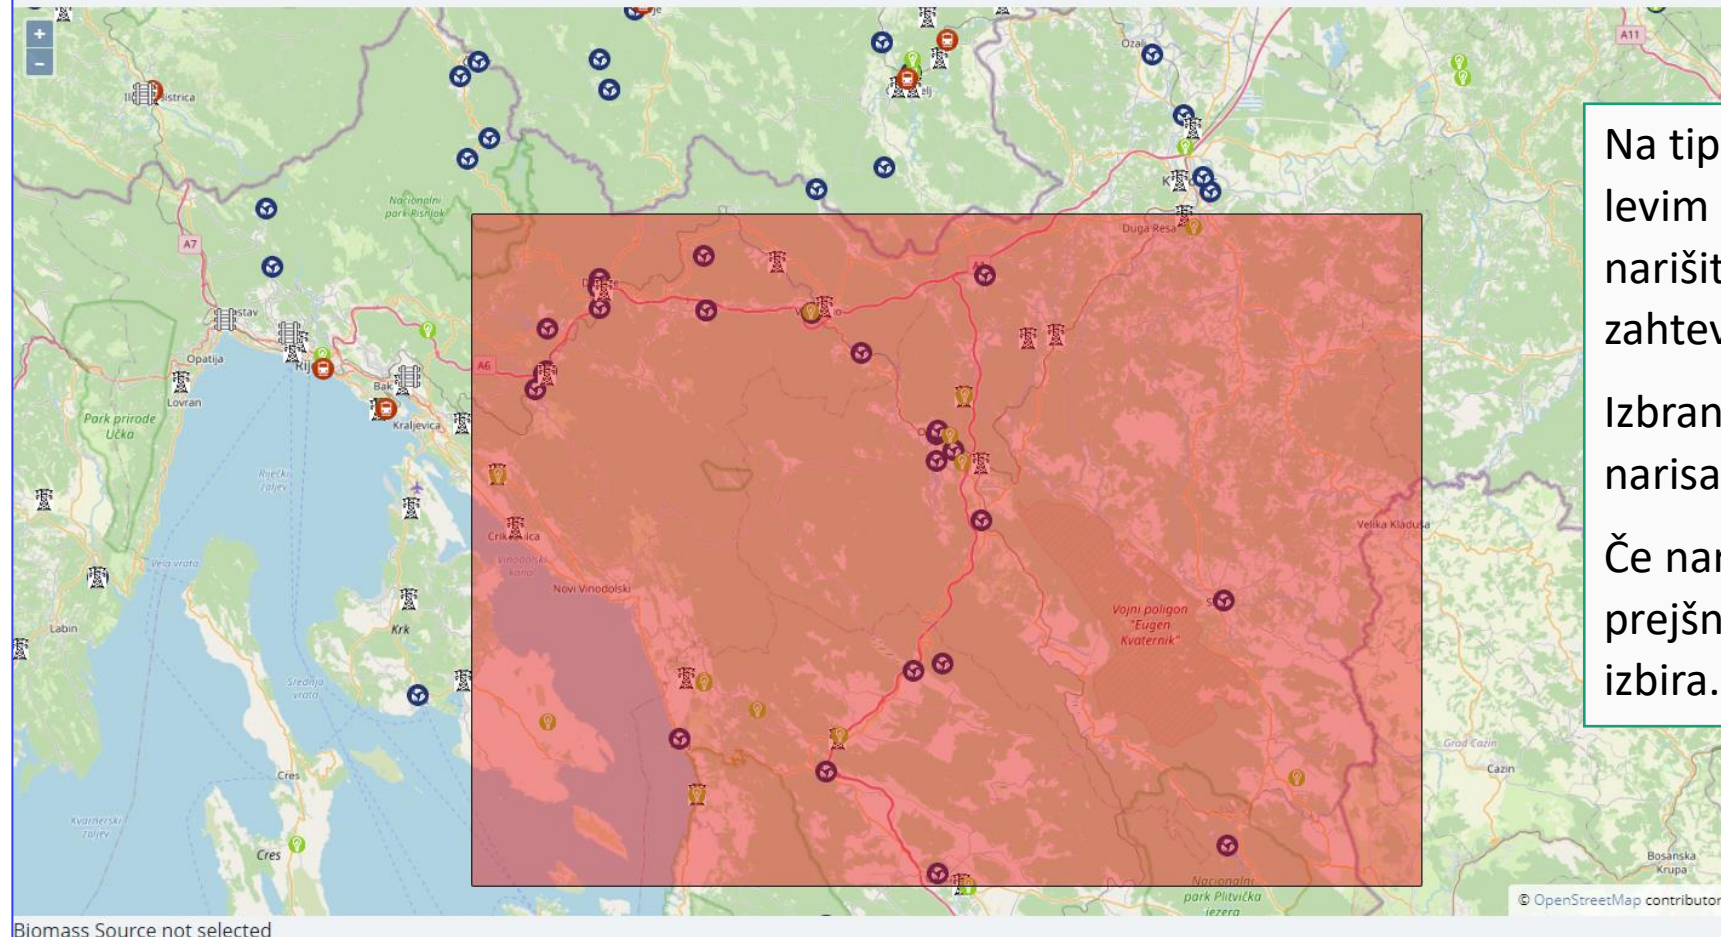 +
−
Ozalj
A11
Nacionalni
park Risnjak
A7
Duga Resa
Opatija
A6
Lovran
Park prirode
Učka
Kraljevica
Riječki
zaljev
Vela vrata
Vinodolski
kanal
Novi Vinodolski
Velika Kladuša
Labin
Krk
Vojni poligon
"Eugen
Kvaternik"
Srednja
vrata
Cres
Kvarnerski
zaljev
Cres
Grad Cazin
Cazin
Bosanska
Krupa
Nacionalni
park Plitvička
jezera
© OpenStreetMap contributor
Biomass Source not selected
Na tip
levim
narišit
zahtev
Izbran
narisa
Če nar
prejšn
izbira.